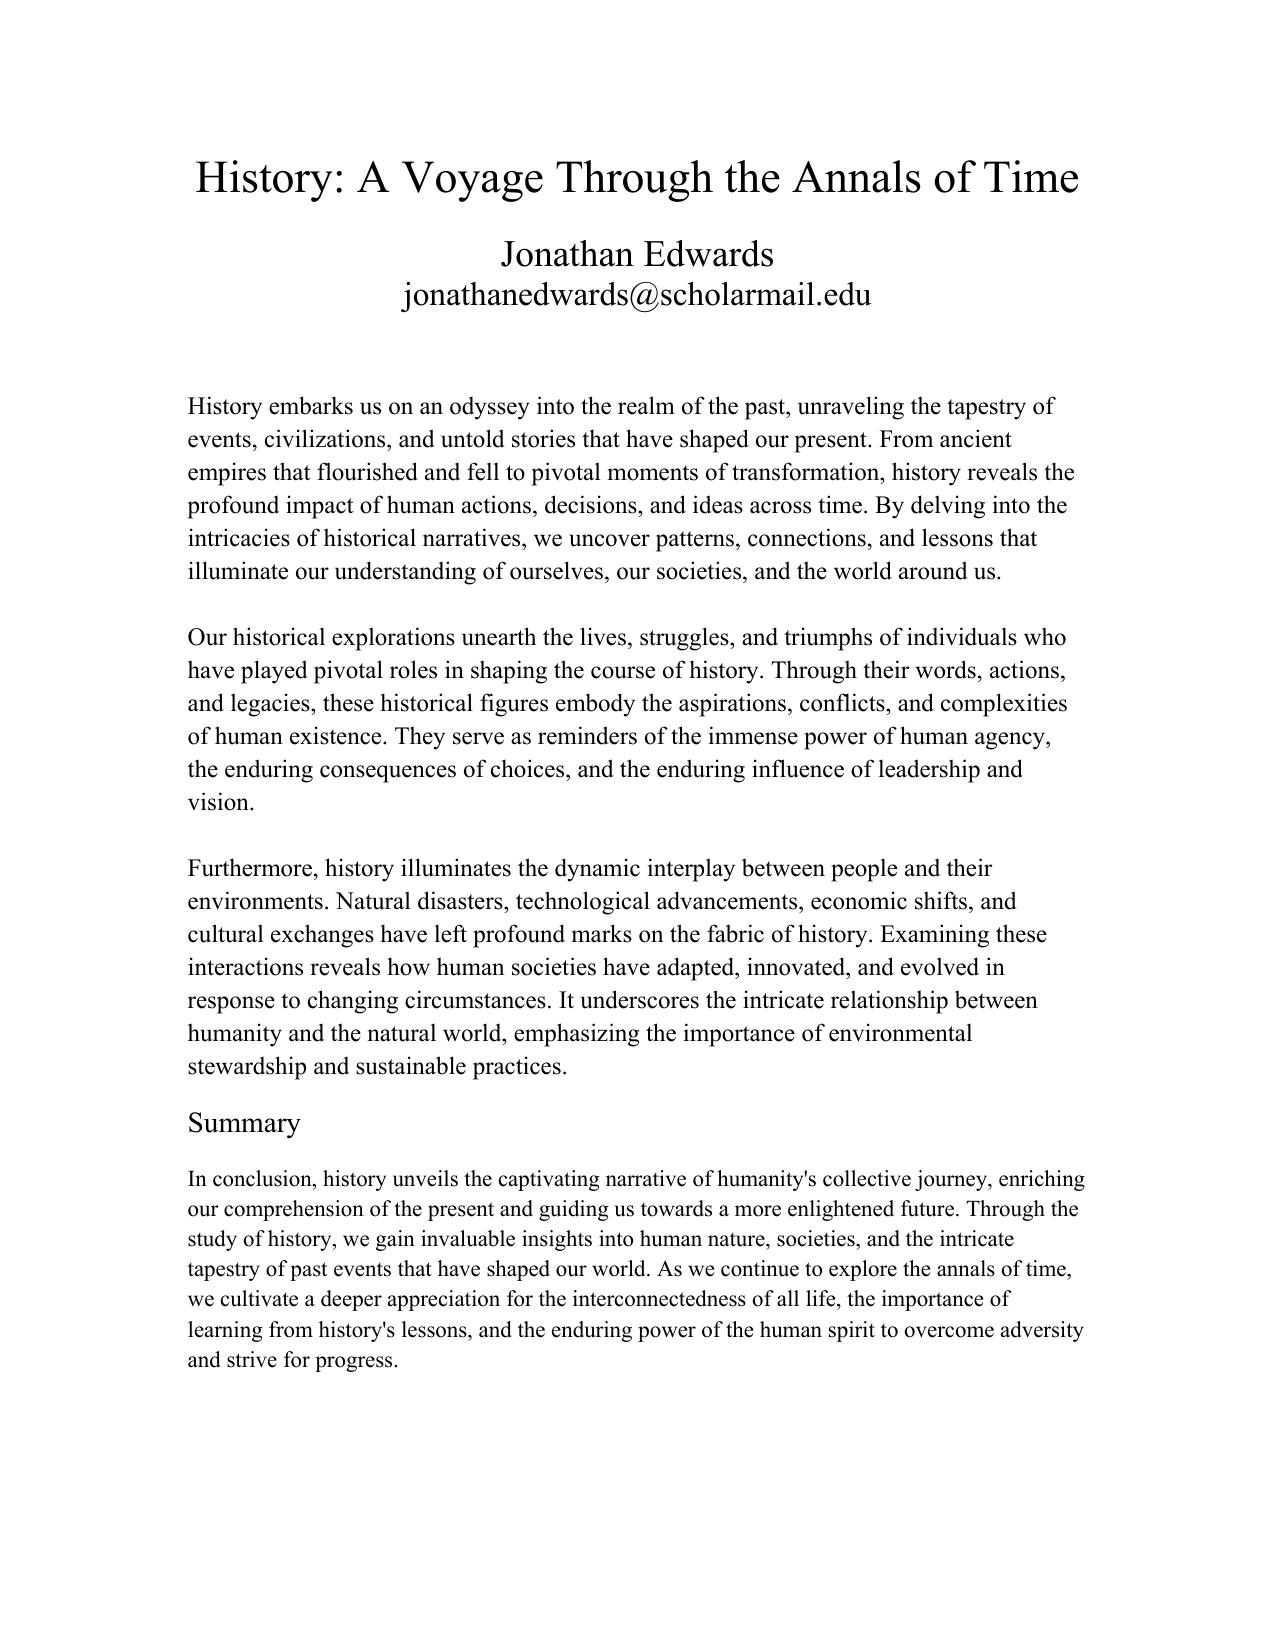 History: A Voyage Through the Annals of Time
Jonathan Edwards
jonathanedwards@scholarmail.edu
History embarks us on an odyssey into the realm of the past, unraveling the tapestry of
events, civilizations, and untold stories that have shaped our present. From ancient
empires that flourished and fell to pivotal moments of transformation, history reveals the
profound impact of human actions, decisions, and ideas across time. By delving into the
intricacies of historical narratives, we uncover patterns, connections, and lessons that
illuminate our understanding of ourselves, our societies, and the world around us.
Our historical explorations unearth the lives, struggles, and triumphs of individuals who
have played pivotal roles in shaping the course of history. Through their words, actions,
and legacies, these historical figures embody the aspirations, conflicts, and complexities
of human existence. They serve as reminders of the immense power of human agency,
the enduring consequences of choices, and the enduring influence of leadership and
vision.
Furthermore, history illuminates the dynamic interplay between people and their
environments. Natural disasters, technological advancements, economic shifts, and
cultural exchanges have left profound marks on the fabric of history. Examining these
interactions reveals how human societies have adapted, innovated, and evolved in
response to changing circumstances. It underscores the intricate relationship between
humanity and the natural world, emphasizing the importance of environmental
stewardship and sustainable practices.
Summary
In conclusion, history unveils the captivating narrative of humanity's collective journey, enriching
our comprehension of the present and guiding us towards a more enlightened future. Through the
study of history, we gain invaluable insights into human nature, societies, and the intricate
tapestry of past events that have shaped our world. As we continue to explore the annals of time,
we cultivate a deeper appreciation for the interconnectedness of all life, the importance of
learning from history's lessons, and the enduring power of the human spirit to overcome adversity
and strive for progress.